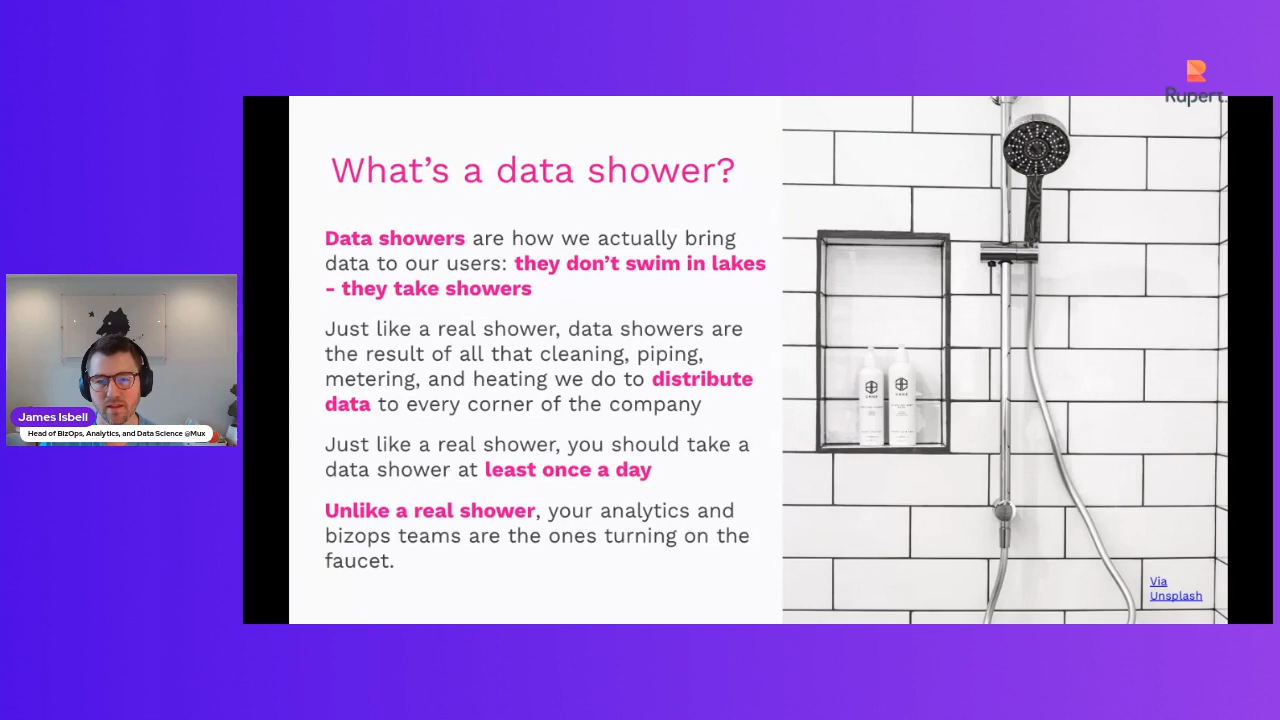 Rupert.
What's a data shower?
Data showers are how we actually bring
data to our users: they don't swim in lakes
- they take showers
Just like a real shower, data showers are
the result of all that cleaning, piping,
metering, and heating we do to distribute
data to every corner of the company
Just like a real shower, you should take a
data shower at least once a day
Unlike a real shower, your analytics and
bizops teams are the ones turning on the
faucet.
Via
Unsplash
James Isbell
Head of BizOps, Analytics, and Data Science @Mux